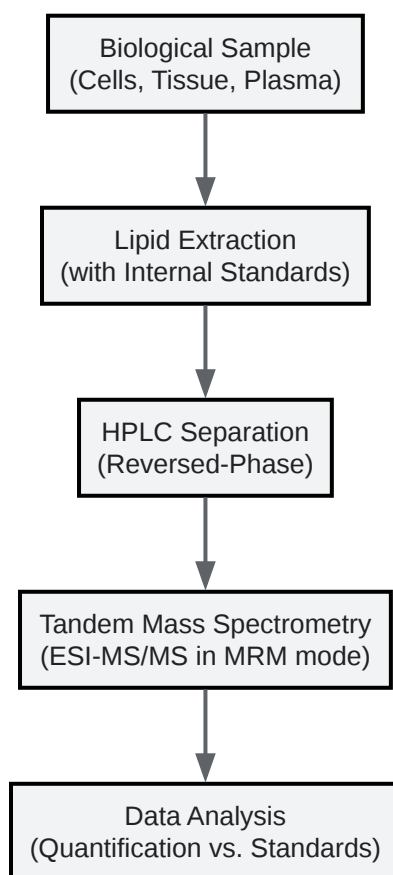 Biological Sample
(Cells, Tissue, Plasma)
Lipid Extraction
(with Internal Standards)
HPLC Separation
(Reversed-Phase)
Tandem Mass Spectrometry
(ESI-MS/MS in MRM mode)
Data Analysis
(Quantification vs. Standards)